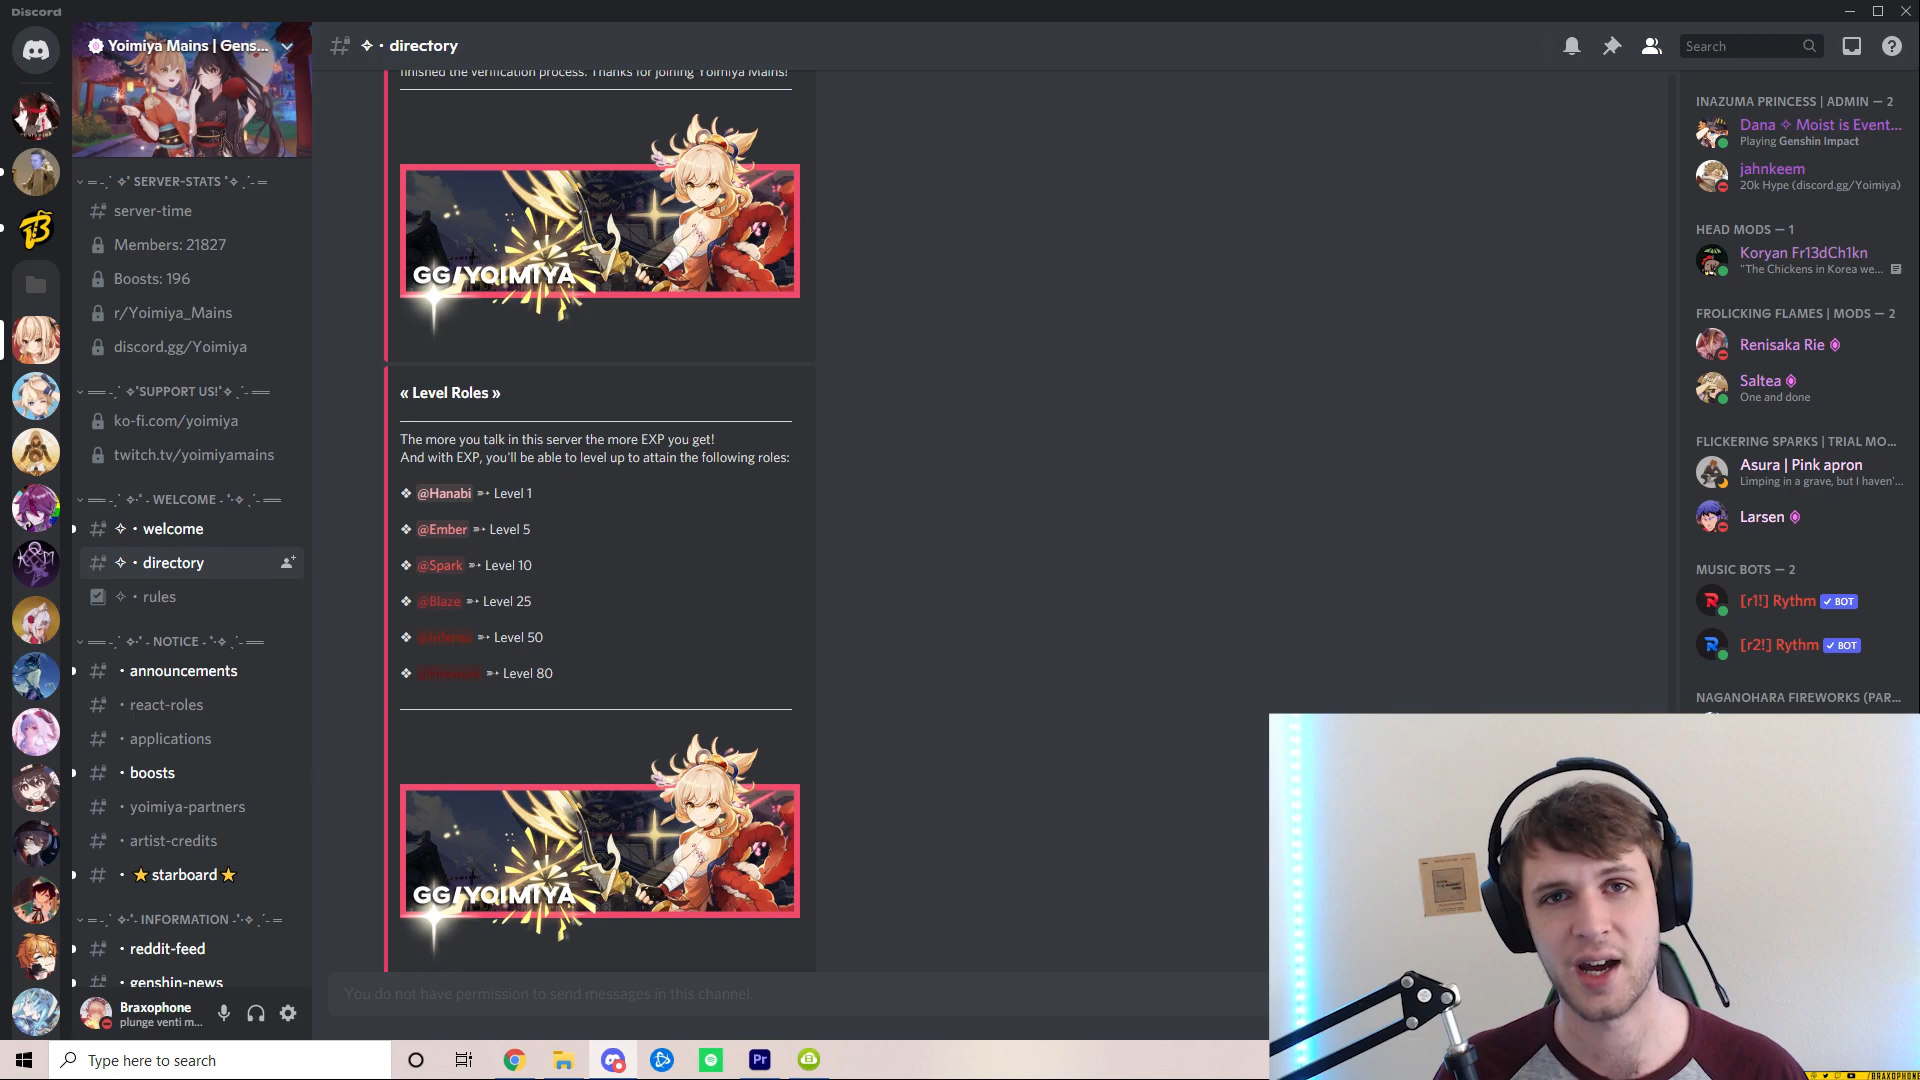 Discord
Yoimiya Mains | Gens...
directory
Search
finished the verification process. Thanks for joining Yoimiya Mains!
GG/YOIMIYA
« Level Roles »
The more you talk in this server the more EXP you get!
And with EXP, you'll be able to level up to attain the following roles:
❖ @Hanabi ➵ Level 1
❖ @Ember ➵ Level 5
❖ @Spark ➵ Level 10
❖ @Blaze ➵ Level 25
❖ @Inferno ➵ Level 50
❖ ➵ Level 80
GG/YOIMIYA
You do not have permission to send messages in this channel.
SERVER-STATS
server-time
Members: 21827
Boosts: 196
r/Yoimiya_Mains
discord.gg/Yoimiya
SUPPORT US!
ko-fi.com/yoimiya
twitch.tv/yoimiyamains
- WELCOME -
welcome
directory
rules
- NOTICE -
announcements
react-roles
applications
boosts
yoimiya-partners
artist-credits
⭐starboard⭐
- INFORMATION -
reddit-feed
genshin-news
Braxophone
plunge venti m...
INAZUMA PRINCESS | ADMIN — 2
Dana ✧ Moist is Event...
Playing Genshin Impact
jahnkeem
20k Hype (discord.gg/Yoimiya)
HEAD MODS — 1
Koryan Fr13dCh1kn
"The Chickens in Korea we...
FROLICKING FLAMES | MODS — 2
Renisaka Rie
Saltea
One and done
FLICKERING SPARKS | TRIAL MO...
Asura | Pink apron
Limping in a grave, but I haven'...
Larsen
MUSIC BOTS — 2
[r1!] Rythm ✓ BOT
[r2!] Rythm ✓ BOT
NAGANOHARA FIREWORKS (PAR...
Type here to search
Pr
/BRAXOPHONE